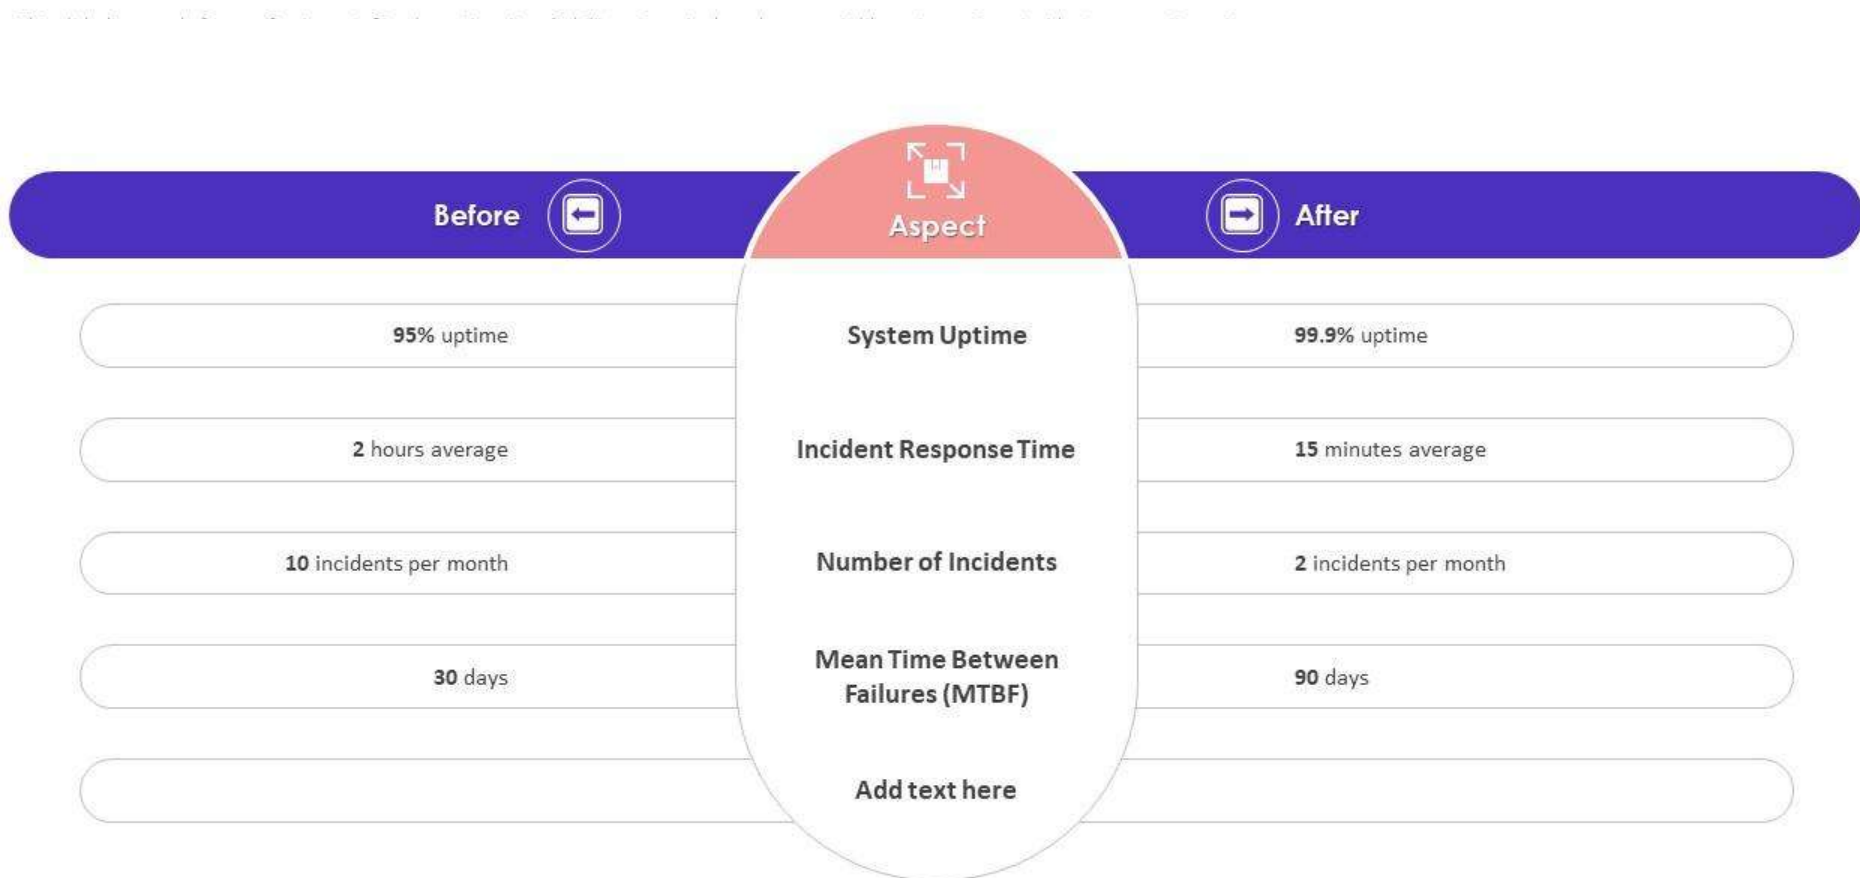 Before
Aspect
After
95% uptime
System Uptime
99.9% uptime
2 hours average
Incident Response Time
15 minutes average
10 incidents per month
Number of Incidents
2 incidents per month
30 days
Mean Time Between
Failures (MTBF)
90 days
Add text here